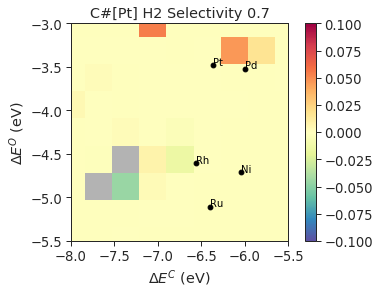 C#[Pt] H2 Selectivity 0.7
ΔE^O (eV)
−3.0
−3.5
−4.0
−4.5
−5.0
−5.5
Pt
Pd
Rh
Ni
Ru
−8.0 −7.5 −7.0 −6.5 −6.0 −5.5
ΔE^C (eV)
0.100
0.075
0.050
0.025
0.000
−0.025
−0.050
−0.075
−0.100